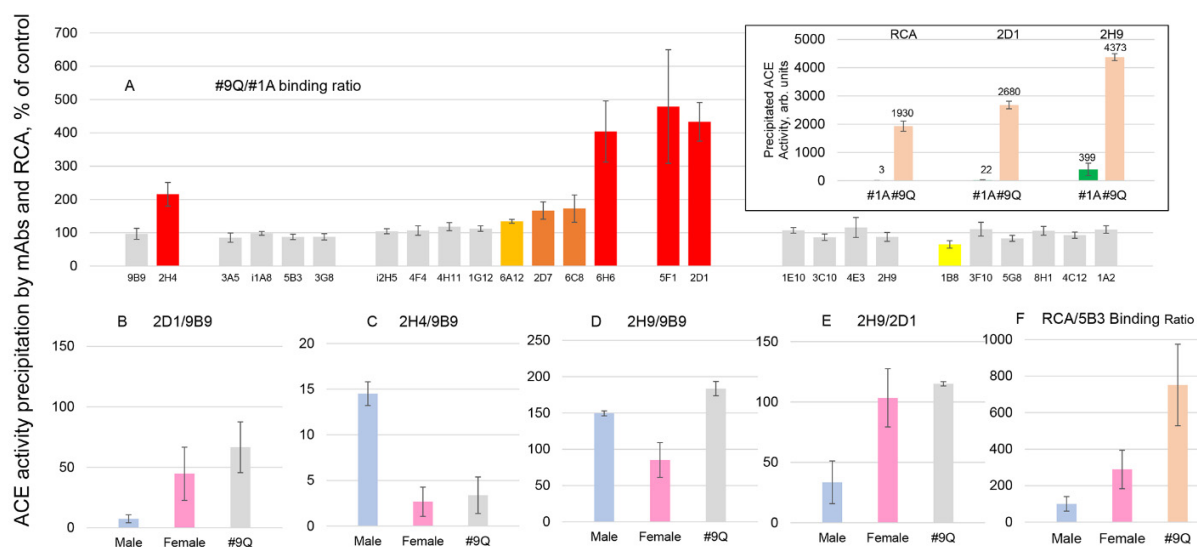 ACE activity precipitation by mAbs and RCA, % of control
700
600
500
400
300
200
100
0
A #9Q/#1A binding ratio
9B9 2H4 3A5 i1A8 5B3 3G8 i2H5 4F4 4H11 1G12 6A12 2D7 6C8 6H6 5F1 2D1 1E10 3C10 4E3 2H9 1B8 3F10 5G8 8H1 4C12 1A2
Precipitated ACE
Activity, arb. units
5000
4000
3000
2000
1000
0
RCA 2D1 2H9
3 1930 22 2680 399 4373
#1A#9Q #1A#9Q #1A#9Q
B 2D1/9B9
150
100
50
0
Male Female #9Q
C 2H4/9B9
20
15
10
5
0
Male Female #9Q
D 2H9/9B9
250
200
150
100
50
0
Male Female #9Q
E 2H9/2D1
150
100
50
0
Male Female #9Q
F RCA/5B3 Binding Ratio
1000
800
600
400
200
0
Male Female #9Q